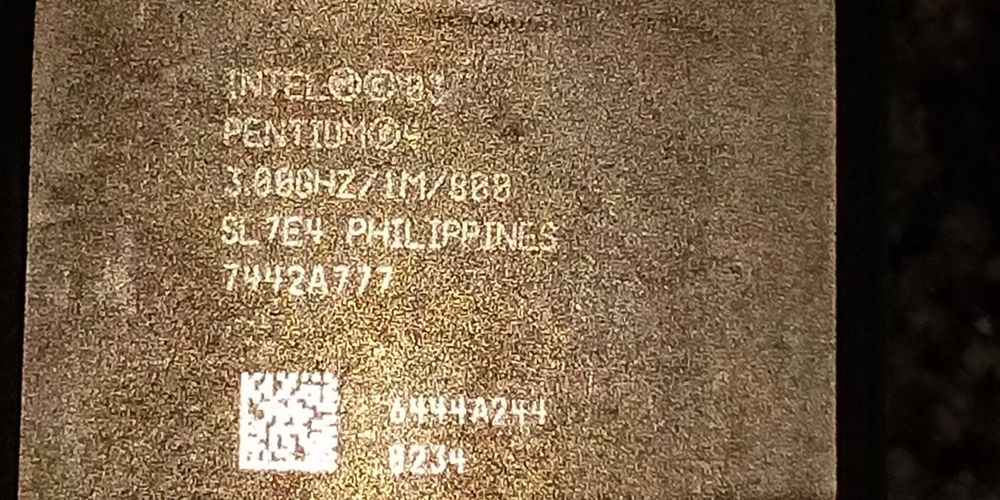 INTEL Ⓜ Ⓒ 03
PENTIUM® 4
3.00GHZ/1M/800
SL7E4 PHILIPPINES
7442A777
6444A244
0234